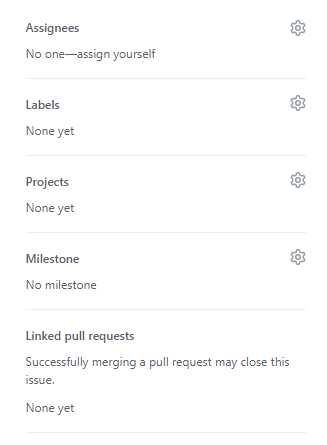 Assignees
No one—assign yourself
Labels
None yet
Projects
None yet
Milestone
No milestone
Linked pull requests
Successfully merging a pull request may close this
issue.
None yet